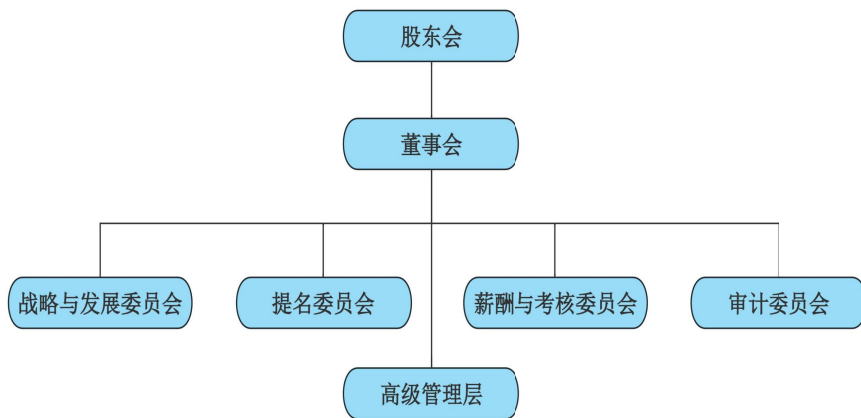 股东会
董事会
战略与发展委员会
提名委员会
薪酬与考核委员会
审计委员会
高级管理层